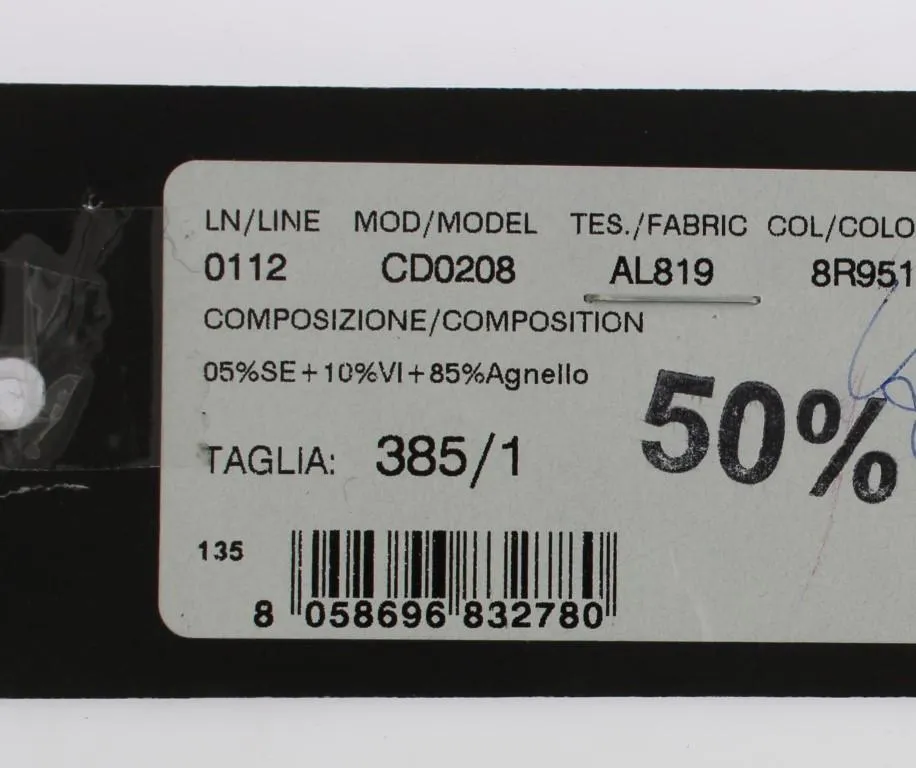 LN/LINE MOD/MODEL TES./FABRIC COL/COLO
0112 CD0208 AL819 8R951
COMPOSIZIONE/COMPOSITION
05%SE+10%VI+85%Agnello
50%
TAGLIA: 385/1
135
8 058696 832780